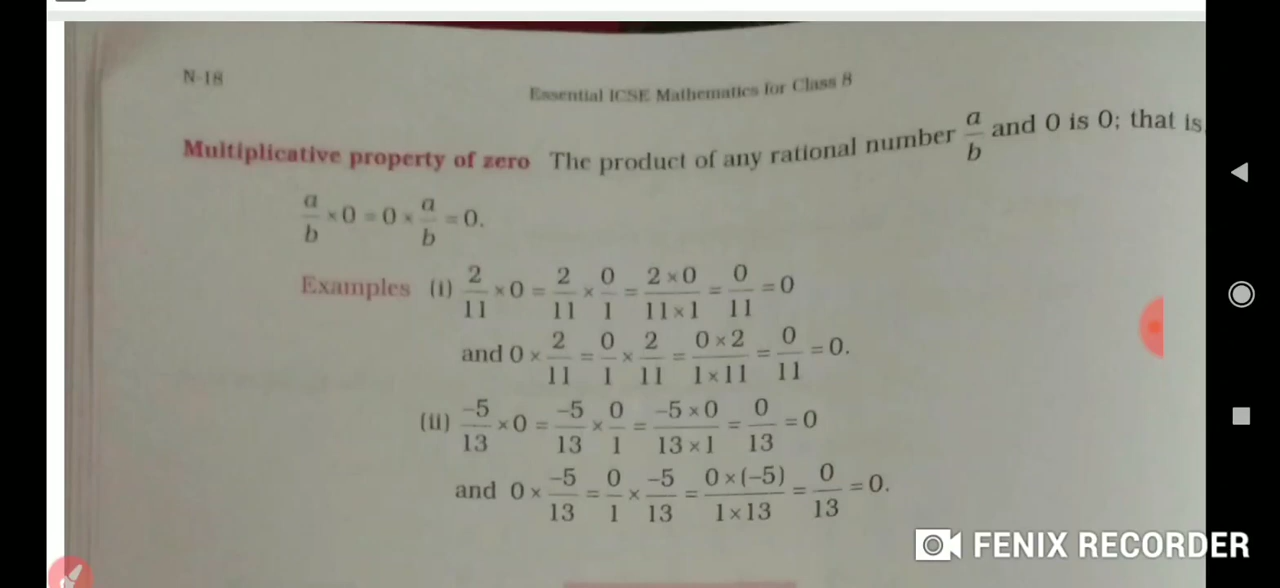 N-18
Essential ICSE Mathematics for Class 8
Multiplicative property of zero The product of any rational number a/b and 0 is 0; that is,
a/b × 0 = 0 × a/b = 0.
Examples (i) 2/11 × 0 = 2/11 × 0/1 = 2×0/11×1 = 0/11 = 0
and 0 × 2/11 = 0/1 × 2/11 = 0×2/1×11 = 0/11 = 0.
(ii) -5/13 × 0 = -5/13 × 0/1 = -5×0/13×1 = 0/13 = 0
and 0 × -5/13 = 0/1 × -5/13 = 0×(-5)/1×13 = 0/13 = 0.
FENIX RECORDER